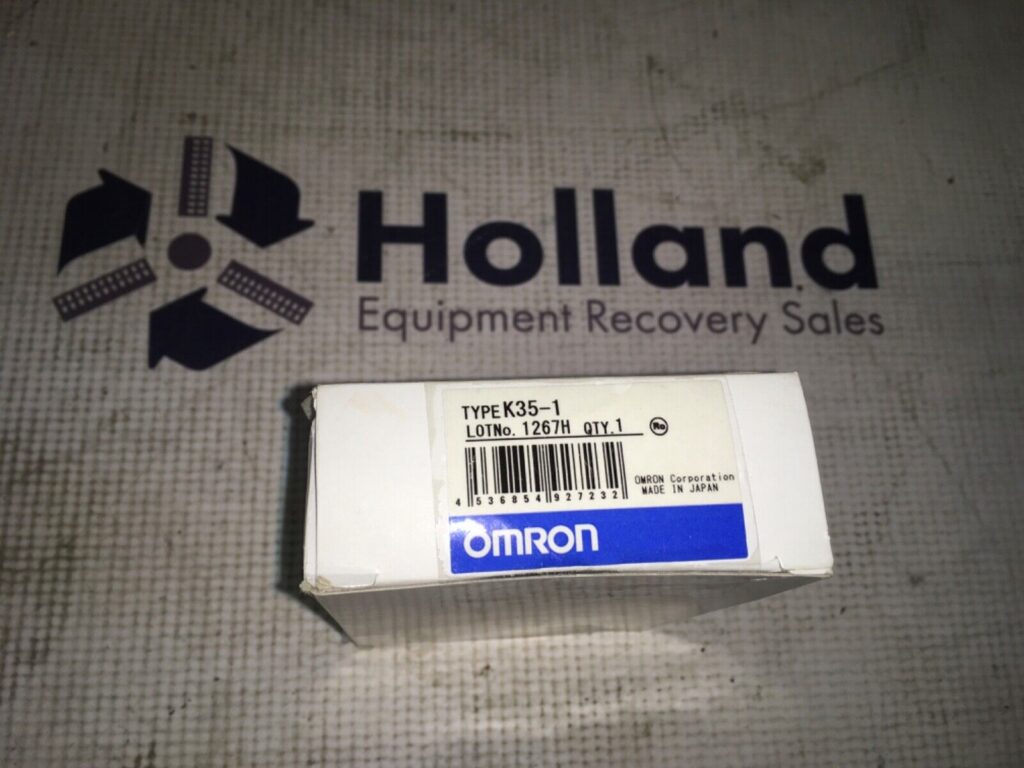 Holland
Equipment Recovery Sales
TYPE K35-1
LOTNo. 1267H QTY.1
4 536854 927232
OMRON Corporation
MADE IN JAPAN
OMRON